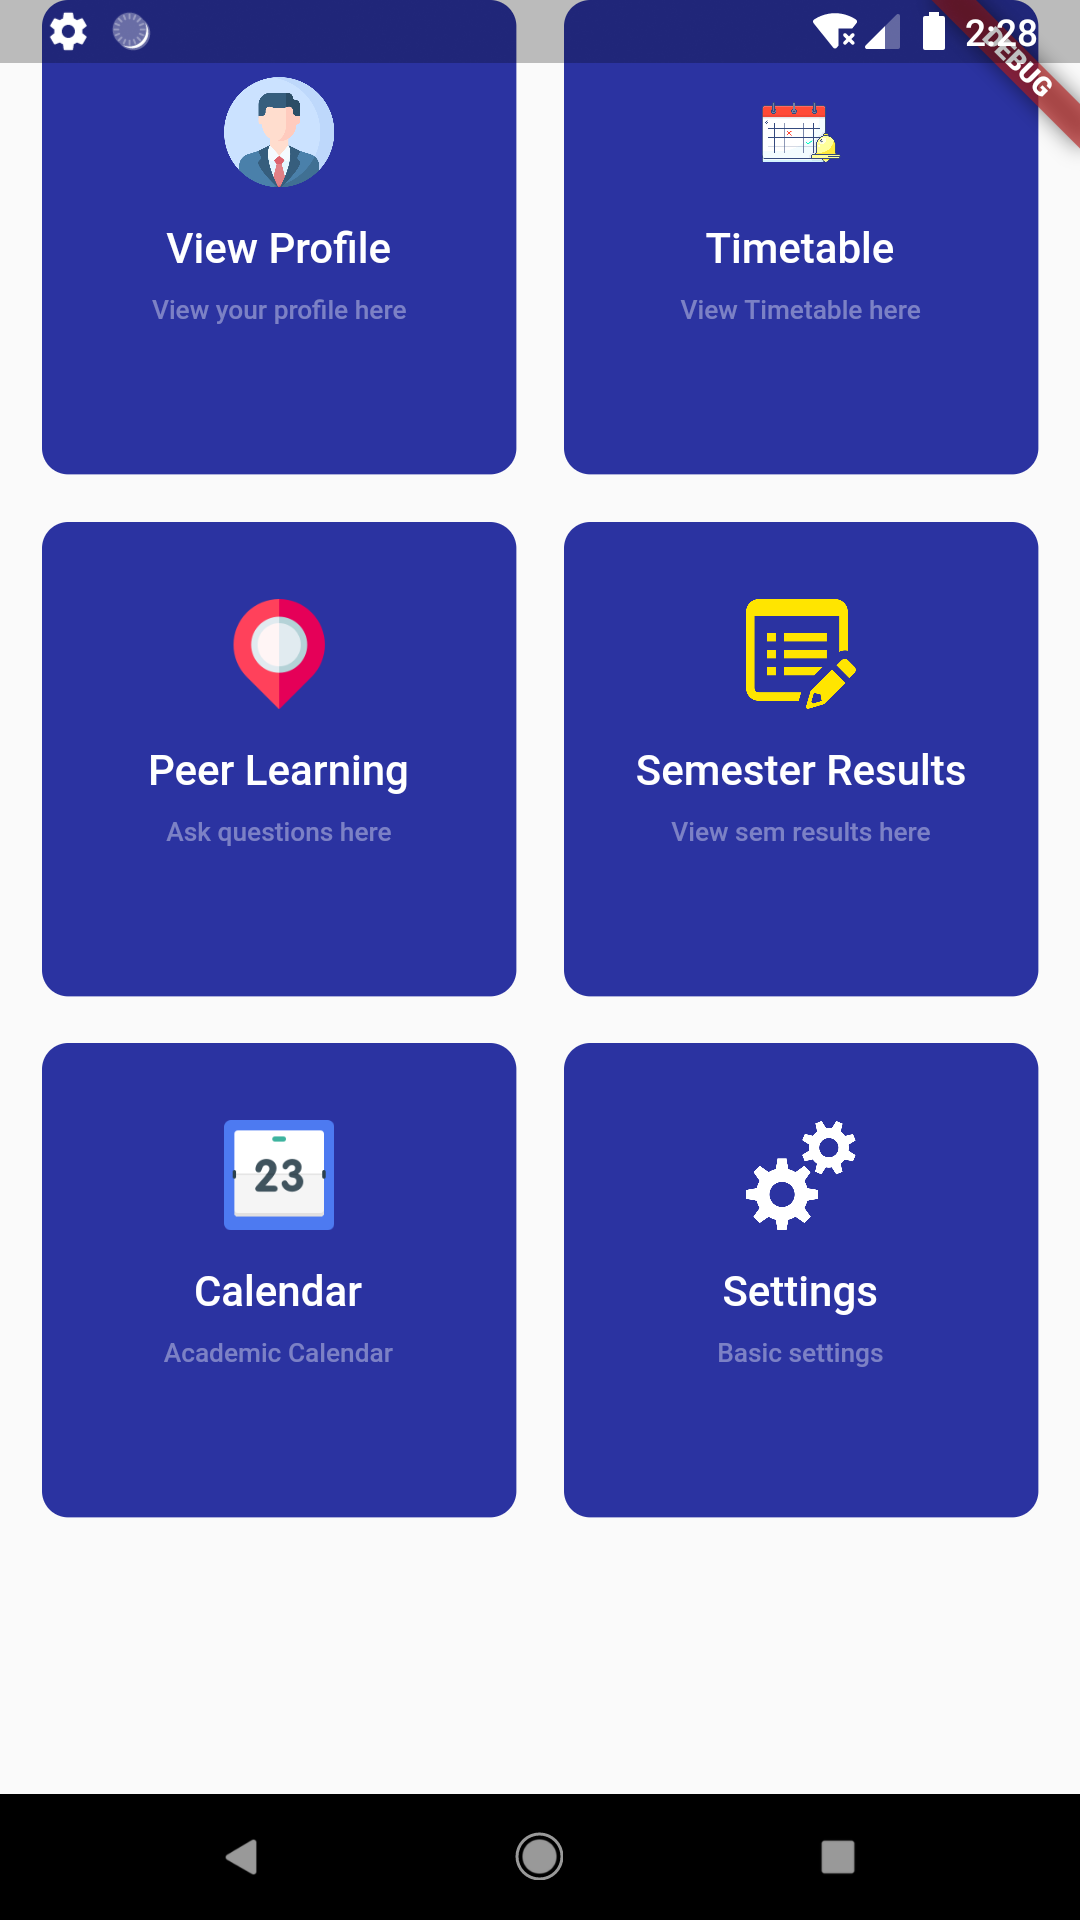 2:28
DEBUG
View Profile
View your profile here
Timetable
View Timetable here
Peer Learning
Ask questions here
Semester Results
View sem results here
23
Calendar
Academic Calendar
Settings
Basic settings